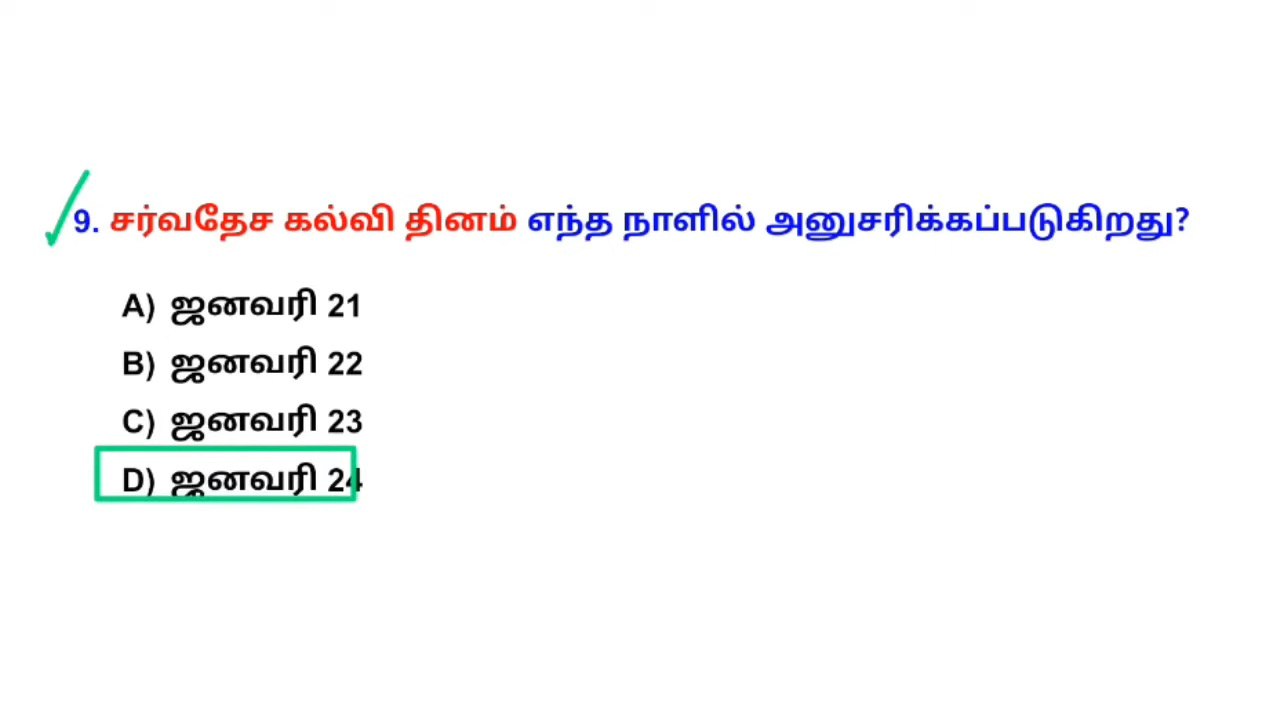 9. சர்வதேச கல்வி தினம் எந்த நாளில் அனுசரிக்கப்படுகிறது?
A) ஜனவரி 21
B) ஜனவரி 22
C) ஜனவரி 23
D) ஜனவரி 24